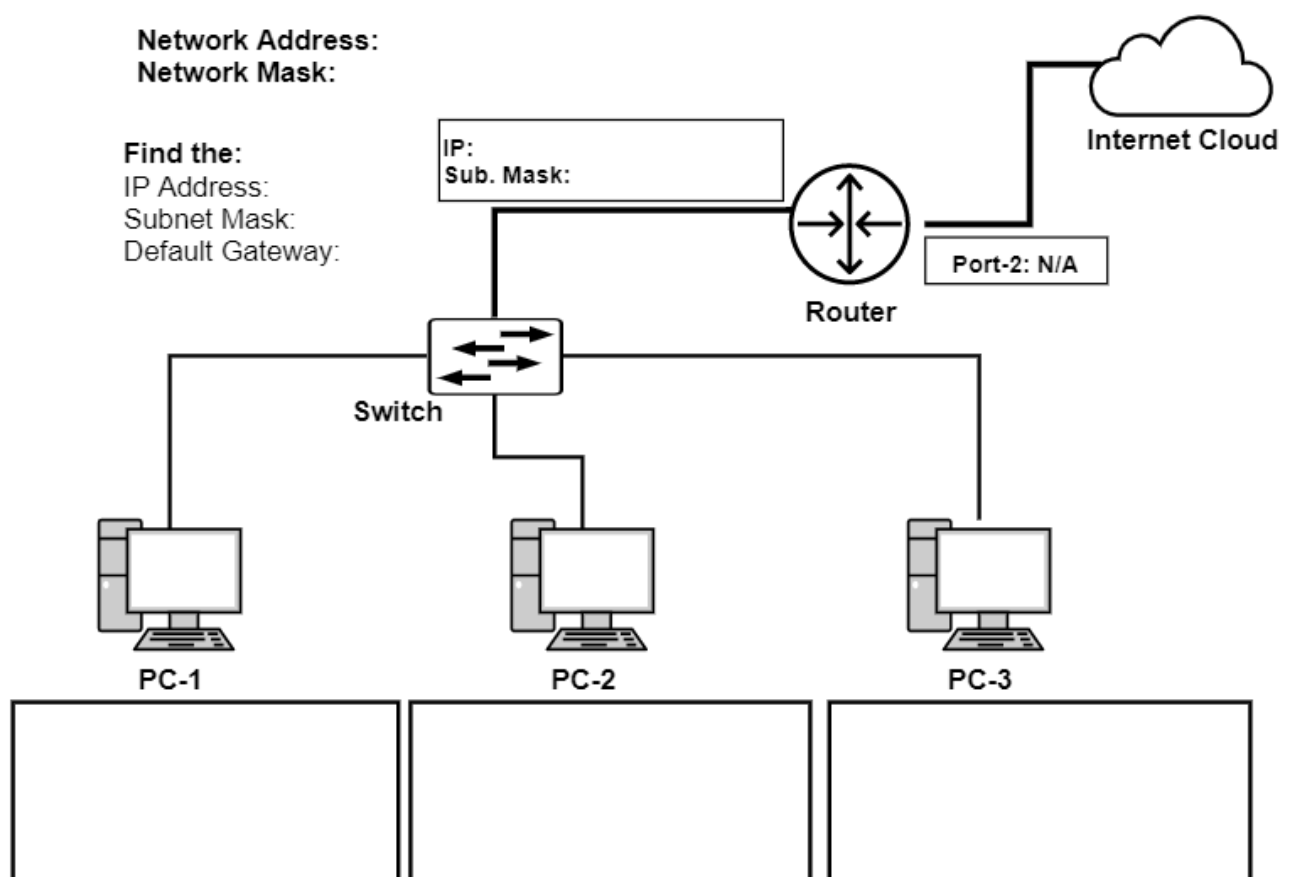 Network Address:
Network Mask:
Find the:
IP Address:
Subnet Mask:
Default Gateway:
IP:
Sub. Mask:
Internet Cloud
Port-2: N/A
Router
Switch
PC-1
PC-2
PC-3